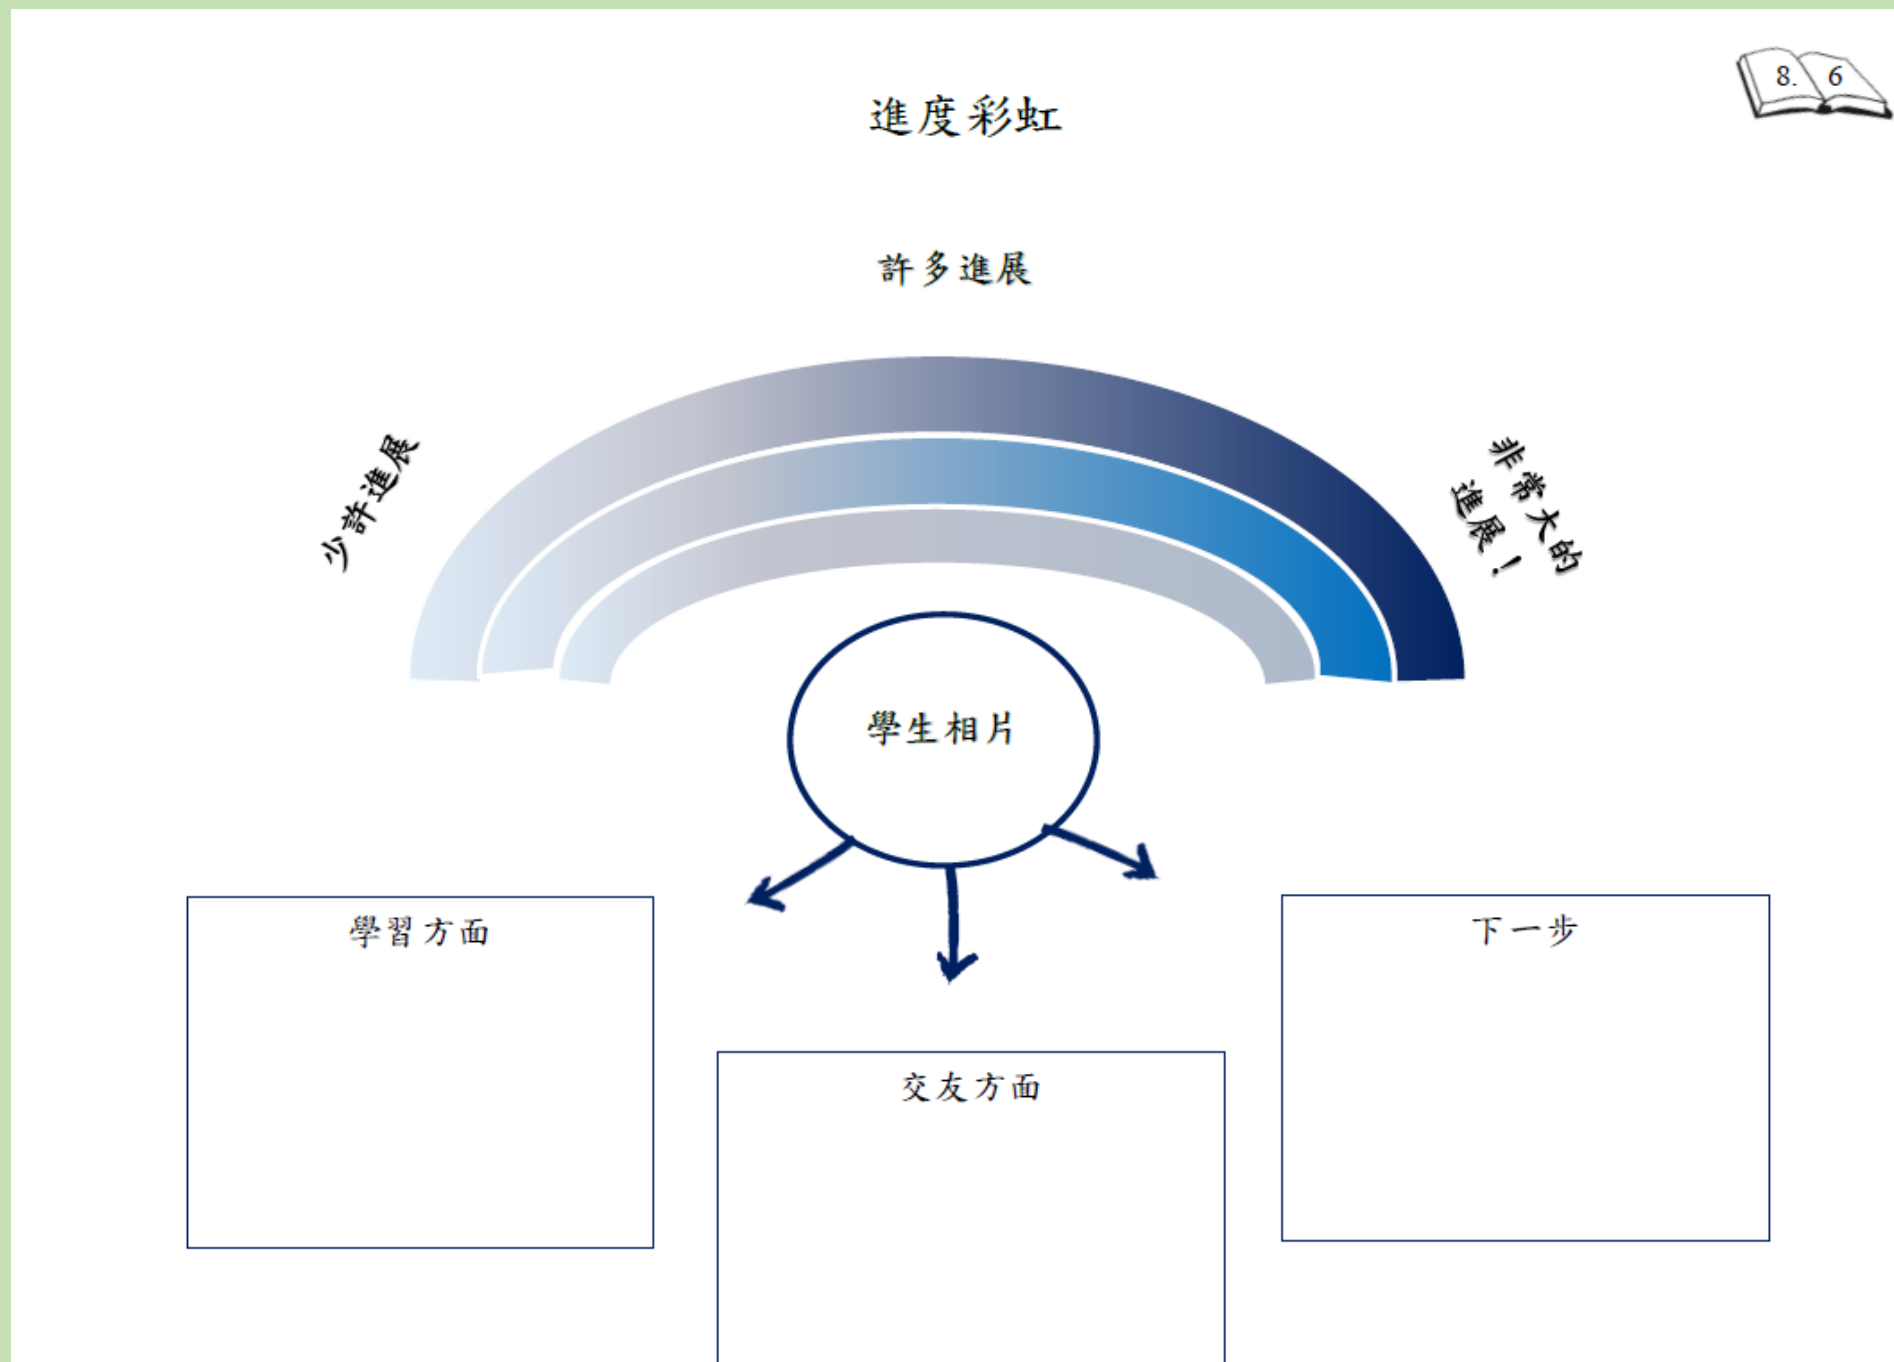 8. 6
進度彩虹
許多進展
少許進展
非常大的
進展！
學生相片
學習方面
下一步
交友方面